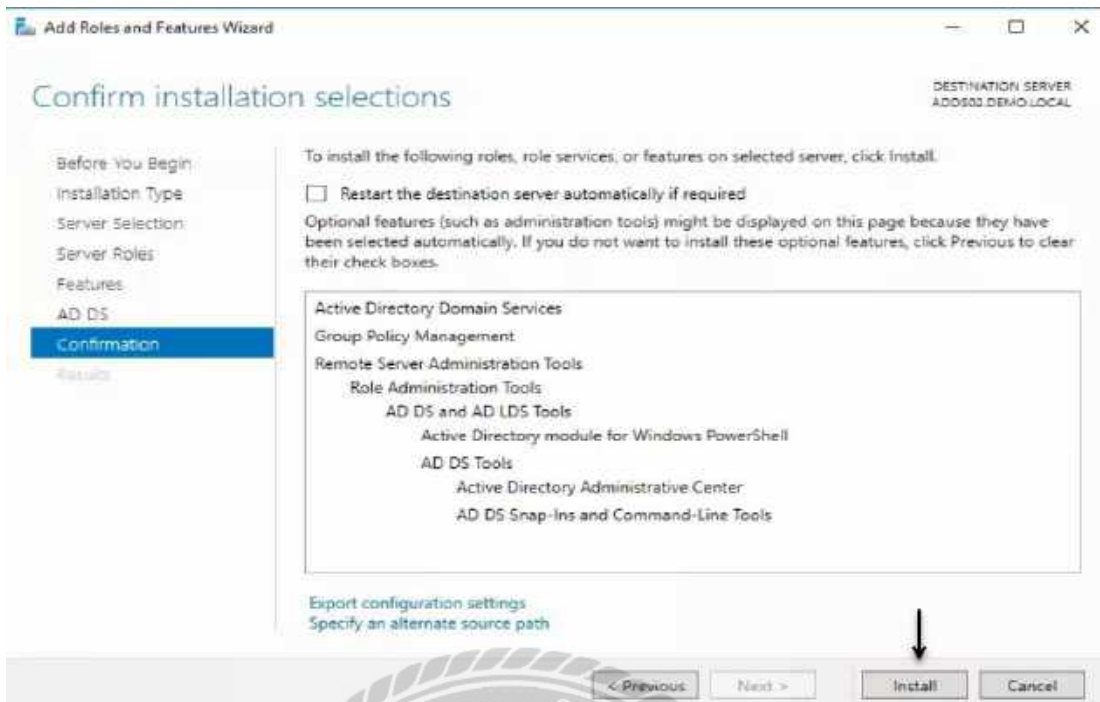 Add Roles and Features Wizard
Confirm installation selections
DESTINATION SERVER
ADDS02.DEMO.LOCAL
Before You Begin
Installation Type
Server Selection
Server Roles
Features
AD DS
Confirmation
Results
To install the following roles, role services, or features on selected server, click Install.
Restart the destination server automatically if required
Optional features (such as administration tools) might be displayed on this page because they have
been selected automatically. If you do not want to install these optional features, click Previous to clear
their check boxes.
Active Directory Domain Services
Group Policy Management
Remote Server Administration Tools
Role Administration Tools
AD DS and AD LDS Tools
Active Directory module for Windows PowerShell
AD DS Tools
Active Directory Administrative Center
AD DS Snap-Ins and Command-Line Tools
Export configuration settings
Specify an alternate source path
< Previous
Next >
Install
Cancel